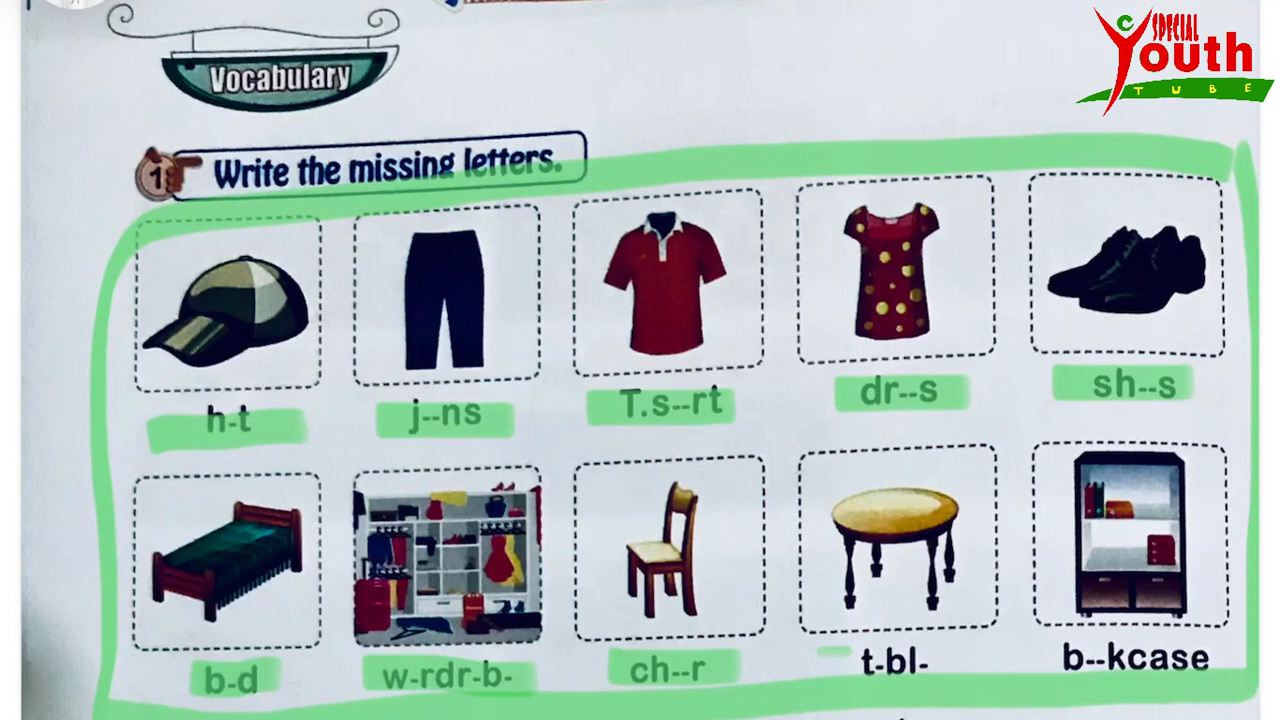 SPECIAL
Youth
TUBE
Vocabulary
1 Write the missing letters.
h-t j--ns T.s--rt dr--s sh--s
b-d w-rdr-b- ch--r t-bl- b--kcase